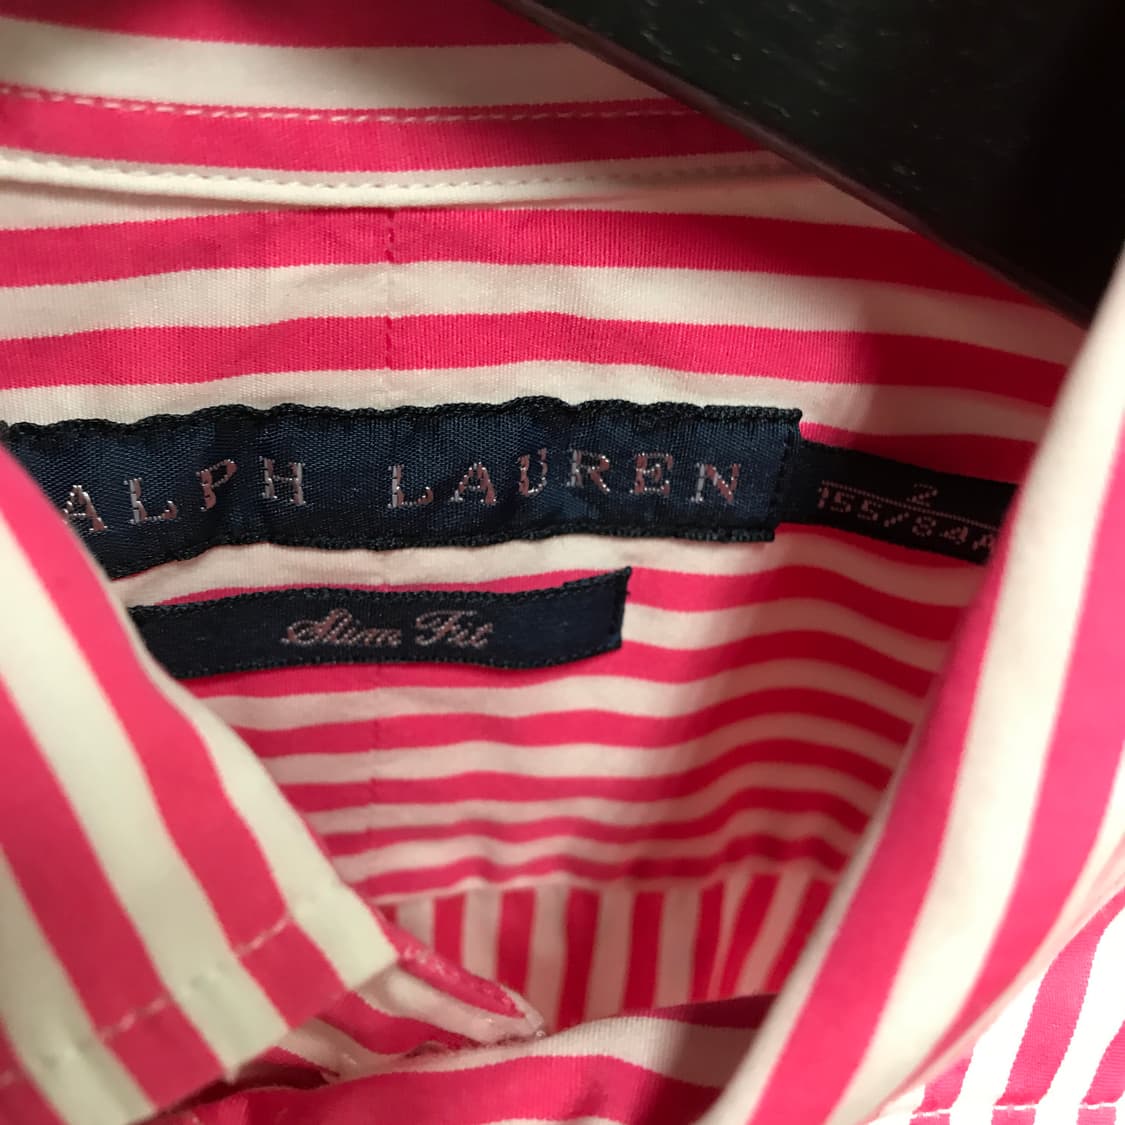 ALPH LAUREN
2
155/84A
Slim Fit